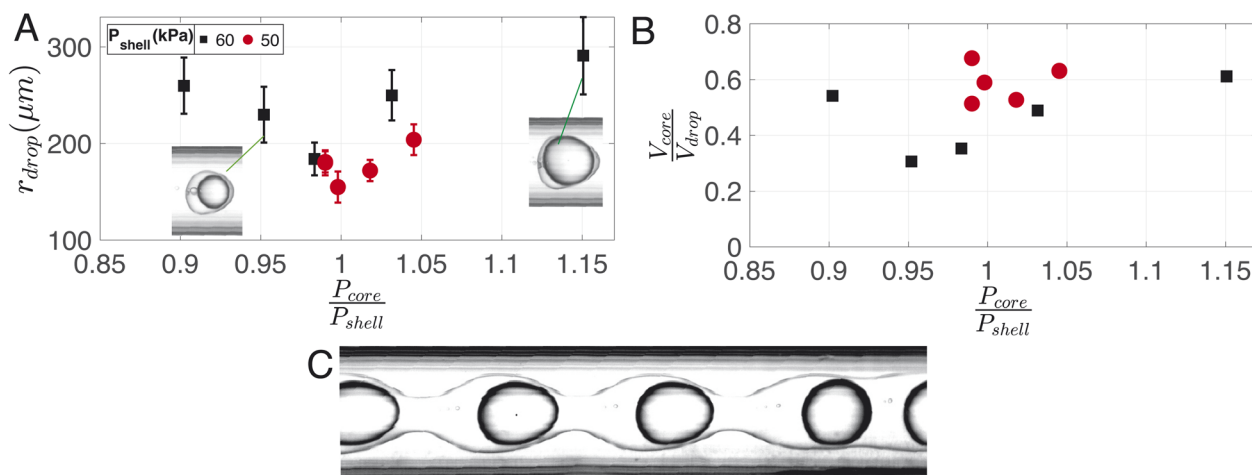 A
P_shell (kPa) 60 50
r_drop(μm)
300
200
100
0.85 0.9 0.95 1 1.05 1.1 1.15
P_core
P_shell
B
V_core
V_drop
0.8
0.6
0.4
0.2
0
0.85 0.9 0.95 1 1.05 1.1 1.15
P_core
P_shell
C